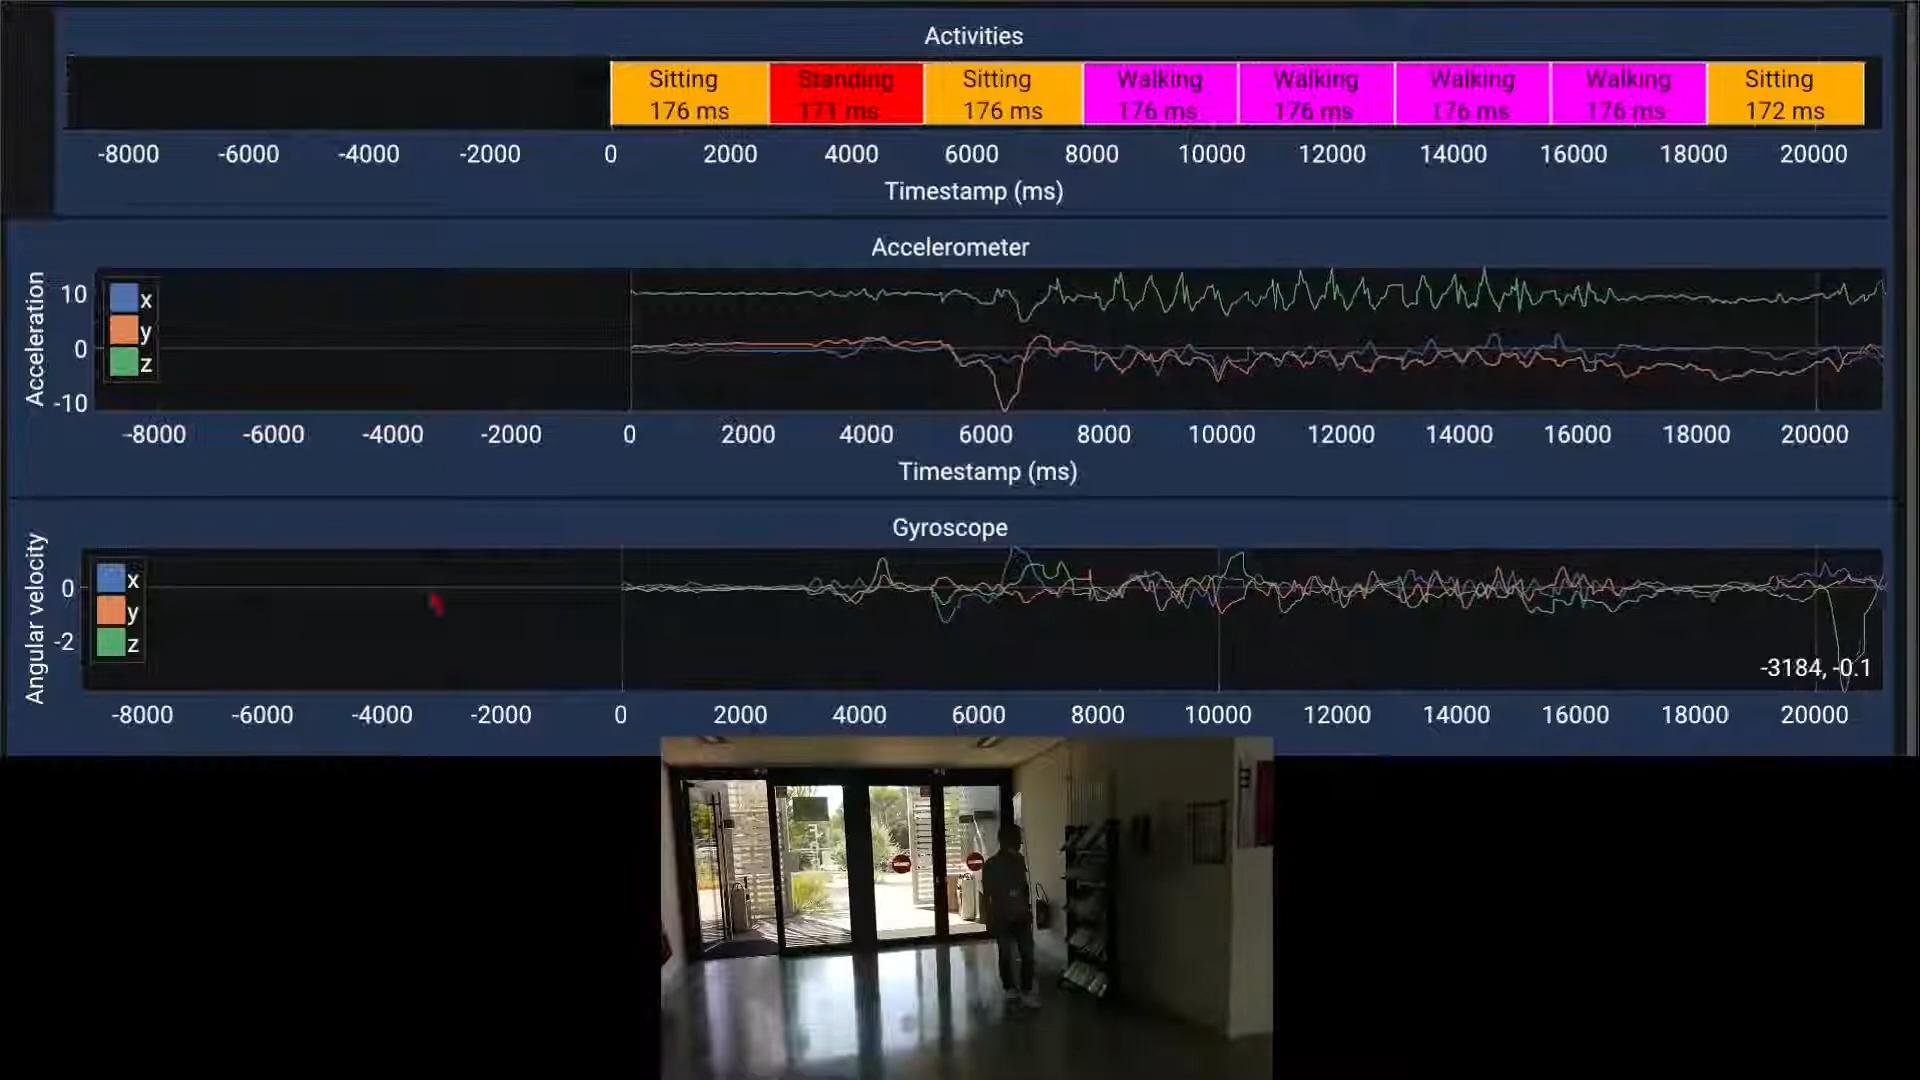 Activities
Sitting Standing Sitting Walking Walking Walking Walking Sitting
176 ms 171 ms 176 ms 176 ms 176 ms 176 ms 176 ms 172 ms
-8000 -6000 -4000 -2000 0 2000 4000 6000 8000 10000 12000 14000 16000 18000 20000
Timestamp (ms)
Accelerometer
Acceleration
10
0
-10
x
y
z
-8000 -6000 -4000 -2000 0 2000 4000 6000 8000 10000 12000 14000 16000 18000 20000
Timestamp (ms)
Gyroscope
Angular velocity
0
-2
x
y
z
-3184, -0.1
-8000 -6000 -4000 -2000 0 2000 4000 6000 8000 10000 12000 14000 16000 18000 20000